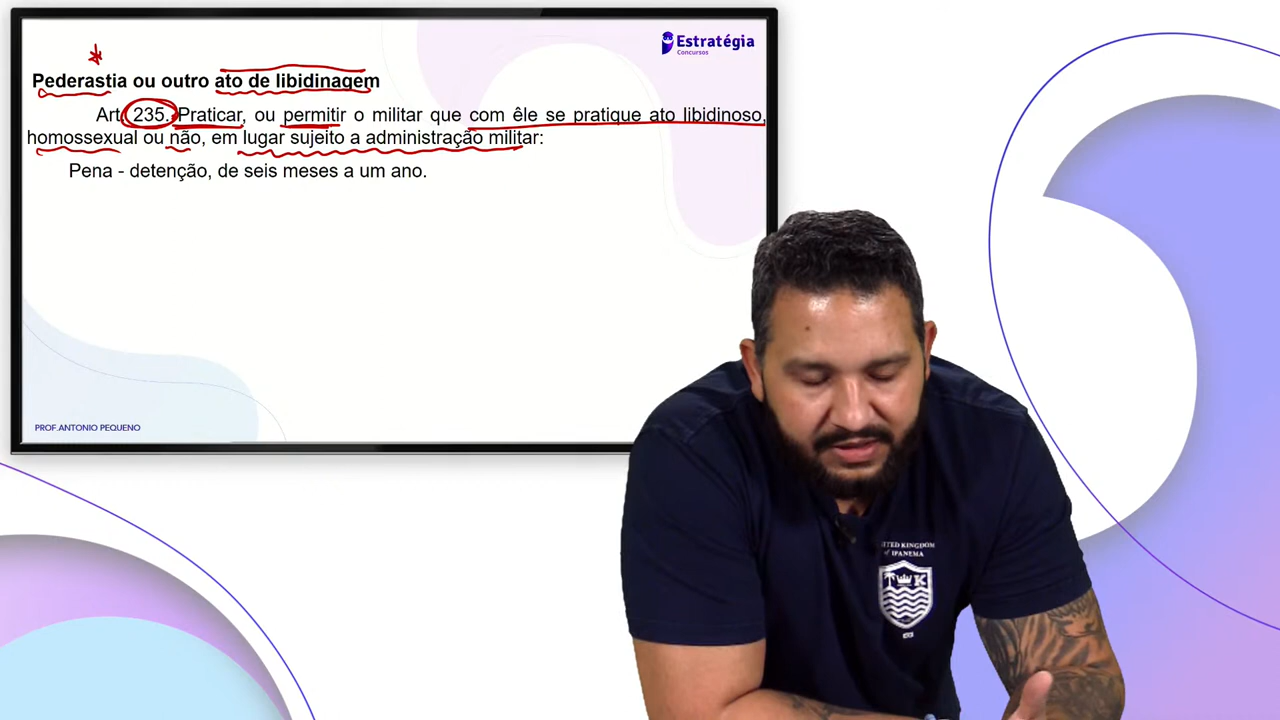 Estratégia
Concursos
Pederastia ou outro ato de libidinagem
Art. 235. Praticar, ou permitir o militar que com êle se pratique ato libidinoso,
homossexual ou não, em lugar sujeito a administração militar:
Pena - detenção, de seis meses a um ano.
PROF.ANTONIO PEQUENO
UNITED KINGDOM
of IPANEMA
K